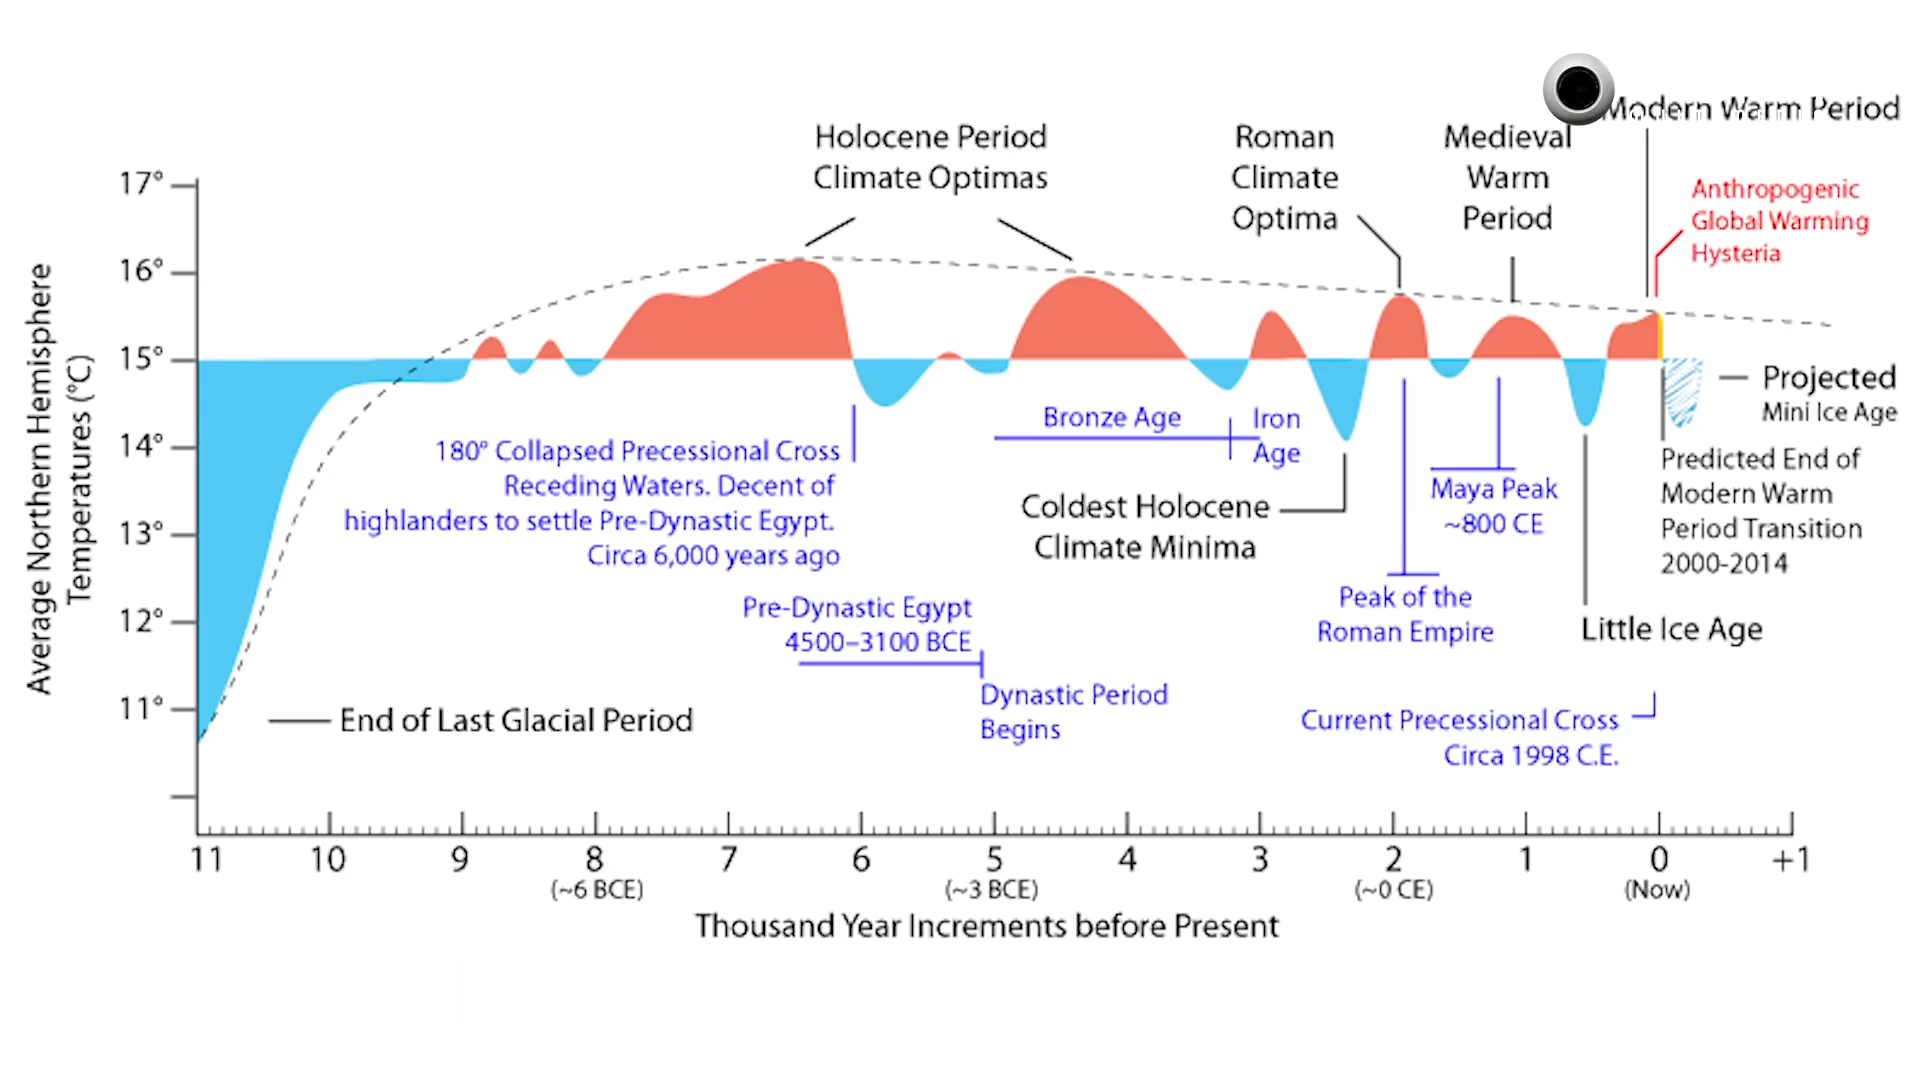 Modern Warm Period
Holocene Period
Climate Optimas
Roman
Climate
Optima
Medieval
Warm
Period
Anthropogenic
Global Warming
Hysteria
Average Northern Hemisphere
Temperatures (°C)
17°
16°
15°
14°
13°
12°
11°
Projected
Mini Ice Age
Bronze Age
Iron
Age
180° Collapsed Precessional Cross
Receding Waters. Decent of
highlanders to settle Pre-Dynastic Egypt.
Circa 6,000 years ago
Coldest Holocene
Climate Minima
Maya Peak
~800 CE
Predicted End of
Modern Warm
Period Transition
2000-2014
Peak of the
Roman Empire
Little Ice Age
Pre-Dynastic Egypt
4500–3100 BCE
Dynastic Period
Begins
End of Last Glacial Period
Current Precessional Cross
Circa 1998 C.E.
11 10 9 8 7 6 5 4 3 2 1 0 +1
(~6 BCE) (~3 BCE) (~0 CE) (Now)
Thousand Year Increments before Present